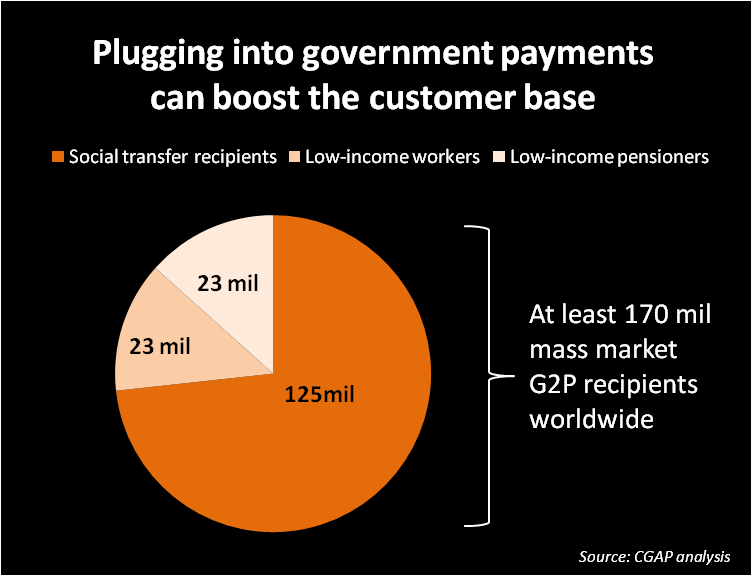 Plugging into government payments
can boost the customer base
Social transfer recipients Low-income workers Low-income pensioners
23 mil
23 mil
125mil
At least 170 mil
mass market
G2P recipients
worldwide
Source: CGAP analysis